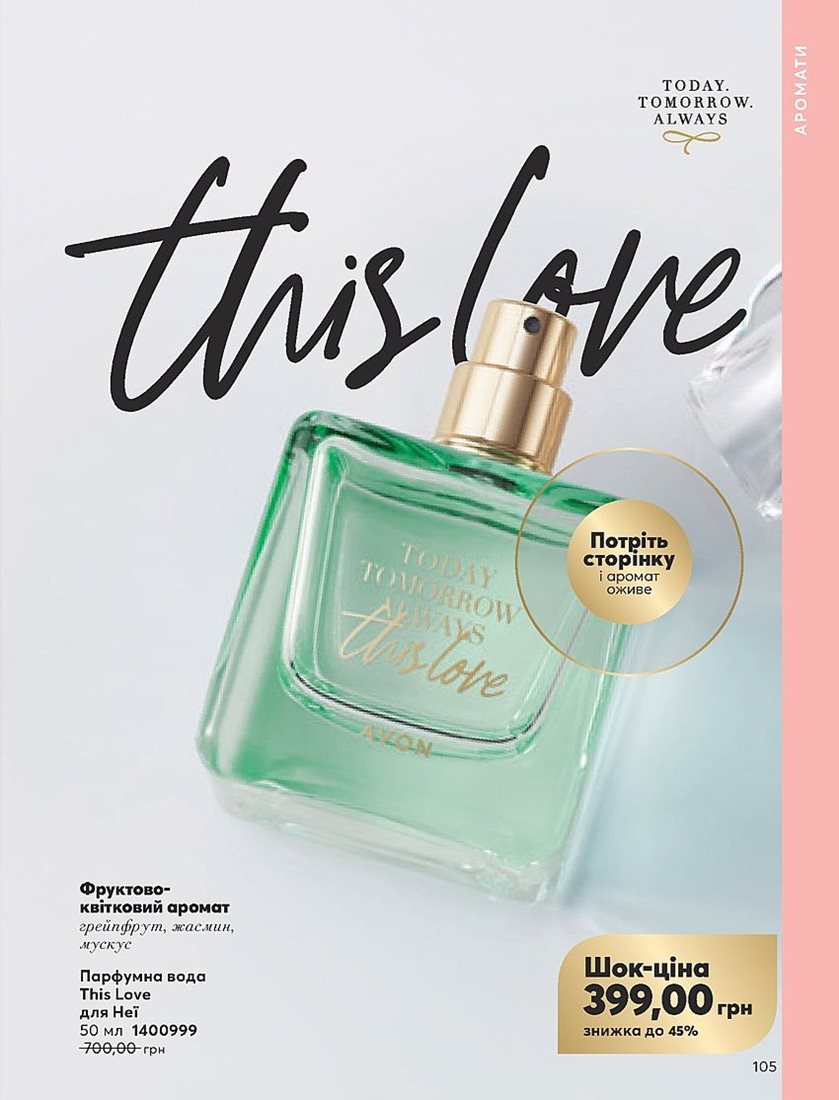 АРОМАТИ
TODAY.
TOMORROW.
ALWAYS
this love
TODAY
TOMORROW
ALWAYS
this love
AVON
Потріть
сторінку
і аромат
оживе
Фруктово-
квітковий аромат
грейпфрут, жасмин,
мускус
Парфумна вода
This Love
для Неї
50 мл 1400999
700,00 грн
Шок-ціна
399,00 грн
знижка до 45%
105